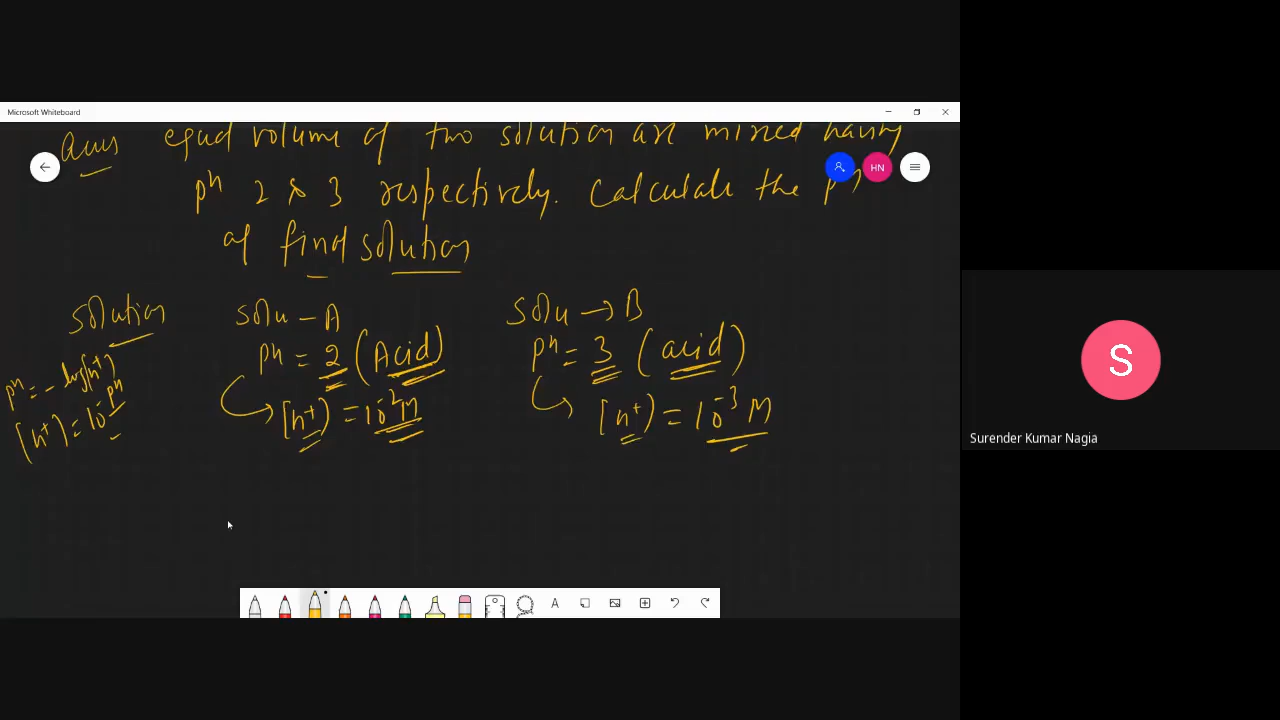 Microsoft Whiteboard
Ques equal volume of two solution are mixed having
HN
pH 2 & 3 respectively. Calculate the pH
of final solution
solution solu - A solu → B
pH = 2 (Acid) pH = 3 (acid)
pH = - log[H+]
[H+] = 10-2 M [H+] = 10-3 M
[H+] = 10-pH
S
Surender Kumar Nagia
A